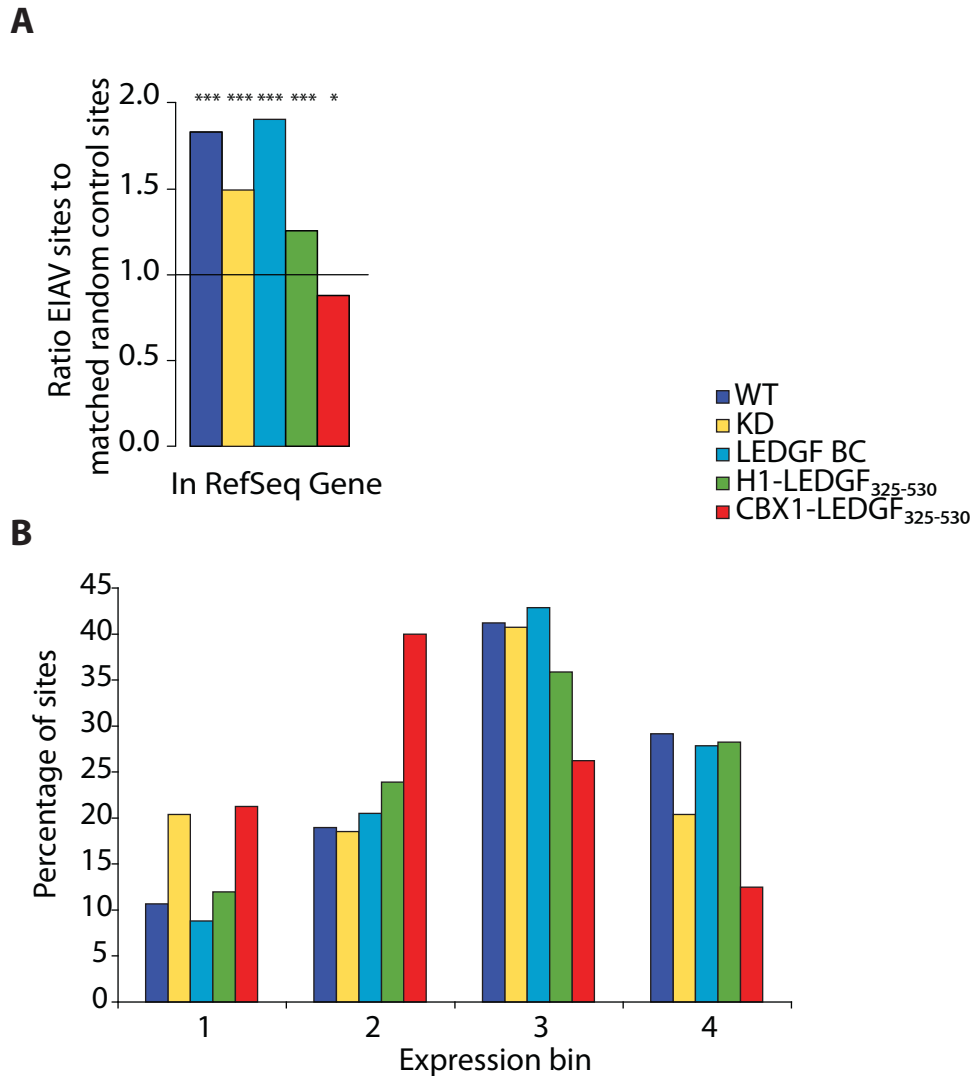 A
Ratio EIAV sites to
matched random control sites
2.0
1.5
1.0
0.5
0.0
*** *** *** *** *
In RefSeq Gene
WT
KD
LEDGF BC
H1-LEDGF325-530
CBX1-LEDGF325-530
B
Percentage of sites
45
40
35
30
25
20
15
10
5
0
1 2 3 4
Expression bin